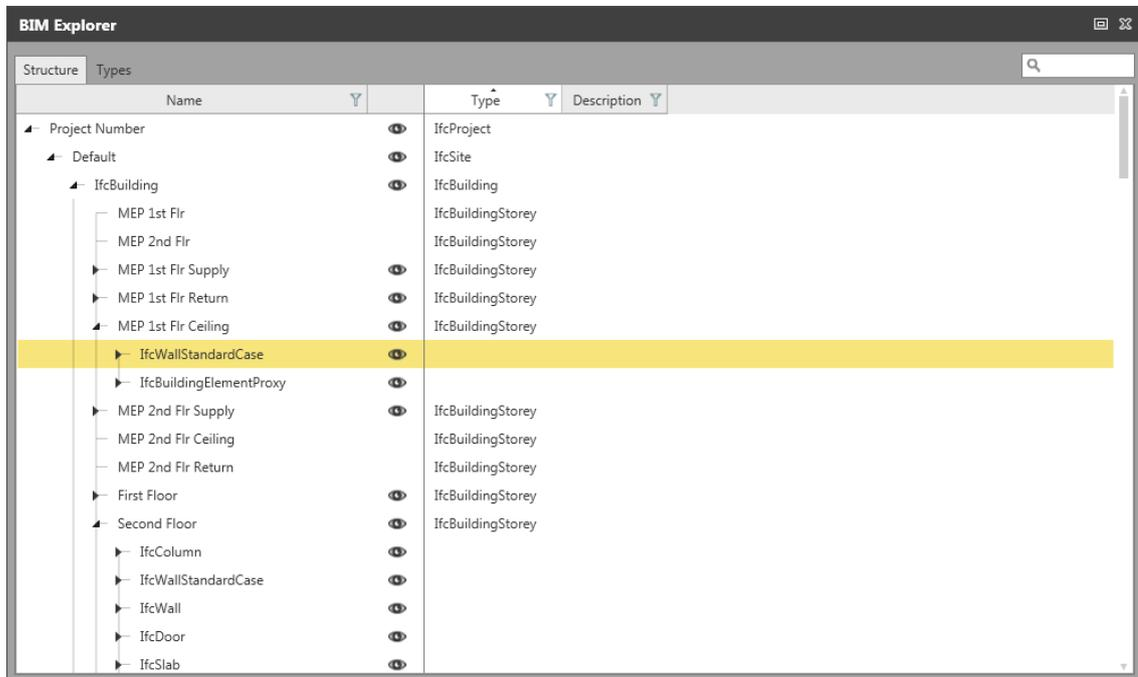 BIM Explorer
Structure Types
Name Type Description
Project Number IfcProject
Default IfcSite
IfcBuilding IfcBuilding
MEP 1st Flr IfcBuildingStorey
MEP 2nd Flr IfcBuildingStorey
MEP 1st Flr Supply IfcBuildingStorey
MEP 1st Flr Return IfcBuildingStorey
MEP 1st Flr Ceiling IfcBuildingStorey
IfcWallStandardCase
IfcBuildingElementProxy
MEP 2nd Flr Supply IfcBuildingStorey
MEP 2nd Flr Ceiling IfcBuildingStorey
MEP 2nd Flr Return IfcBuildingStorey
First Floor IfcBuildingStorey
Second Floor IfcBuildingStorey
IfcColumn
IfcWallStandardCase
IfcWall
IfcDoor
IfcSlab